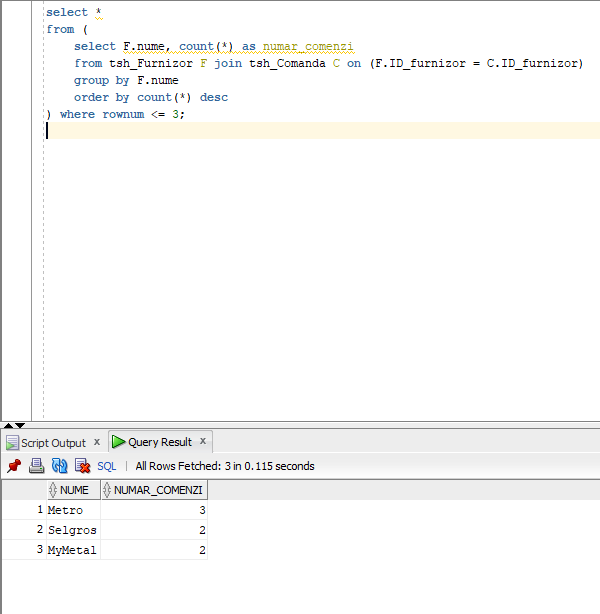 select *
from (
select F.nume, count(*) as numar_comenzi
from tsh_Furnizor F join tsh_Comanda C on (F.ID_furnizor = C.ID_furnizor)
group by F.nume
order by count(*) desc
) where rownum <= 3;
Script Output x Query Result x
SQL | All Rows Fetched: 3 in 0.115 seconds
NUME NUMAR_COMENZI
1 Metro 3
2 Selgros 2
3 MyMetal 2